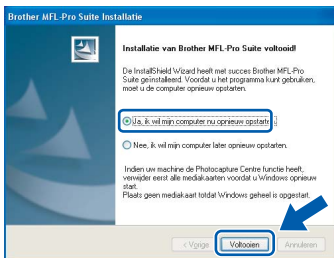 Brother MFL-Pro Suite Installatie
Installatie van Brother MFL-Pro Suite voltooid!
De InstallShield Wizard heeft met succes Brother MFL-Pro
Suite geïnstalleerd. Voordat u het programma kunt gebruiken,
moet u de computer opnieuw opstarten.
Ja, ik wil mijn computer nu opnieuw opstarten.
Nee, ik wil mijn computer later opnieuw opstarten.
Indien uw machine de Photocapture Centre functie heeft,
verwijder eerst alle mediakaarten voordat u Windows opnieuw
start.
Plaats geen mediakaart totdat Windows geheel is opgestart.
< Vorige Voltooien Annuleren